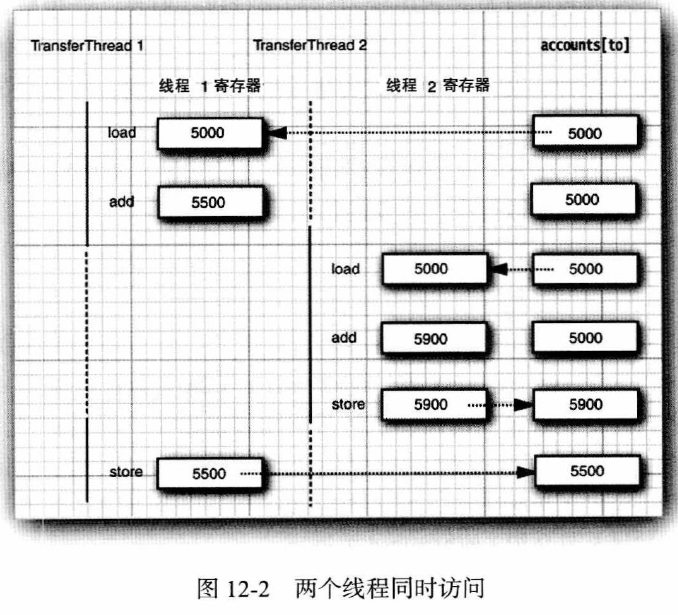 TransferThread 1 TransferThread 2 accounts[to]
线程 1 寄存器 线程 2 寄存器
load 5000 5000
add 5500 5000
load 5000 5000
add 5900 5000
store 5900 5900
store 5500 5500
图 12-2 两个线程同时访问